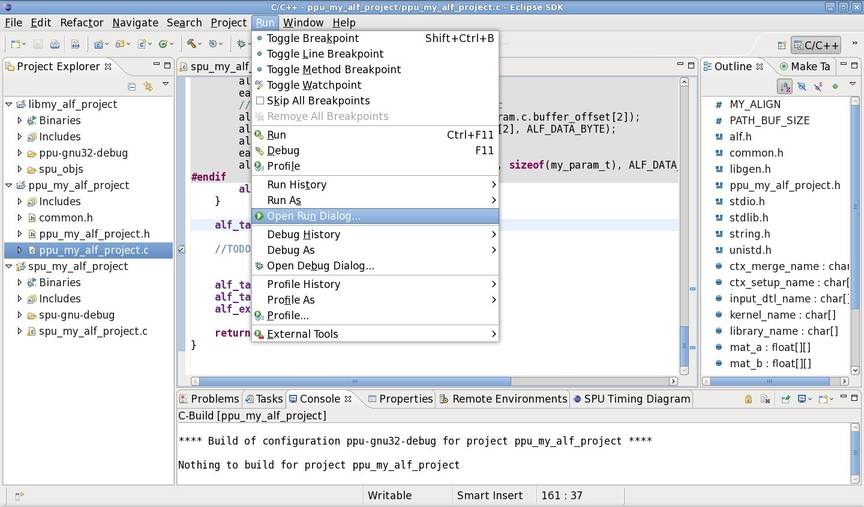 C/C++ - ppu_my_alf_project/ppu_my_alf_project.c - Eclipse SDK
File Edit Refactor Navigate Search Project Run Window Help
C/C++
Project Explorer
libmy_alf_project
Binaries
Includes
ppu-gnu32-debug
spu_objs
ppu_my_alf_project
Includes
common.h
ppu_my_alf_project.h
ppu_my_alf_project.c
spu_my_alf_project
Binaries
Includes
spu-gnu-debug
spu_my_alf_project.c
spu_my_alf
al
ea
//
al
ram.c.buffer_offset[2]);
al
[2], ALF_DATA_BYTE);
al
ea
al
, sizeof(my_param_t), ALF_DATA_
#endif
al
}
alf_ta
//TODO
alf_ta
alf_ta
alf_ex
return
}
Toggle Breakpoint Shift+Ctrl+B
Toggle Line Breakpoint
Toggle Method Breakpoint
Toggle Watchpoint
Skip All Breakpoints
Remove All Breakpoints
Run Ctrl+F11
Debug F11
Profile
Run History
Run As
Open Run Dialog...
Debug History
Debug As
Open Debug Dialog...
Profile History
Profile As
Profile...
External Tools
Outline Make Ta
MY_ALIGN
PATH_BUF_SIZE
alf.h
common.h
libgen.h
ppu_my_alf_project.h
stdio.h
stdlib.h
string.h
unistd.h
ctx_merge_name : char
ctx_setup_name : char
input_dtl_name : char[
kernel_name : char[]
library_name : char[]
mat_a : float[][]
mat_b : float[][]
Problems Tasks Console Properties Remote Environments SPU Timing Diagram
C-Build [ppu_my_alf_project]
**** Build of configuration ppu-gnu32-debug for project ppu_my_alf_project ****
Nothing to build for project ppu_my_alf_project
Writable Smart Insert 161 : 37